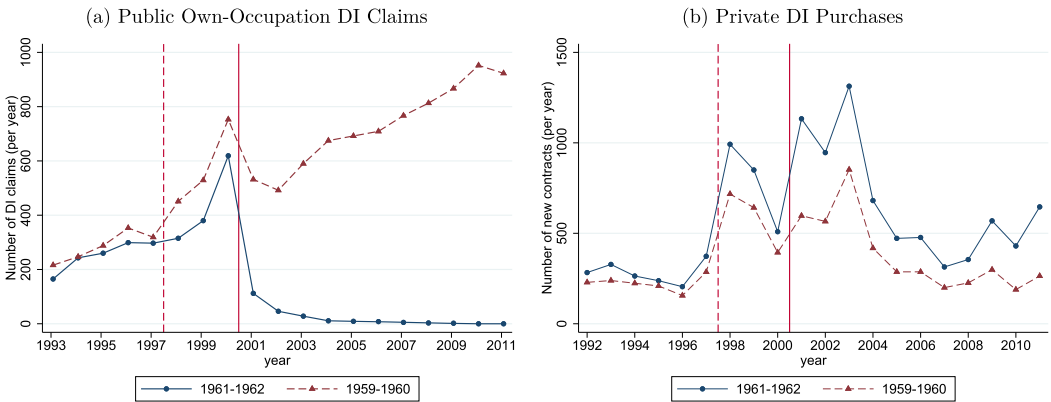 (a) Public Own-Occupation DI Claims
Number of DI claims (per year)
1000
800
600
400
200
0
1993 1995 1997 1999 2001 2003 2005 2007 2009 2011
year
1961-1962 1959-1960
(b) Private DI Purchases
Number of new contracts (per year)
1500
1000
500
0
1992 1994 1996 1998 2000 2002 2004 2006 2008 2010
year
1961-1962 1959-1960